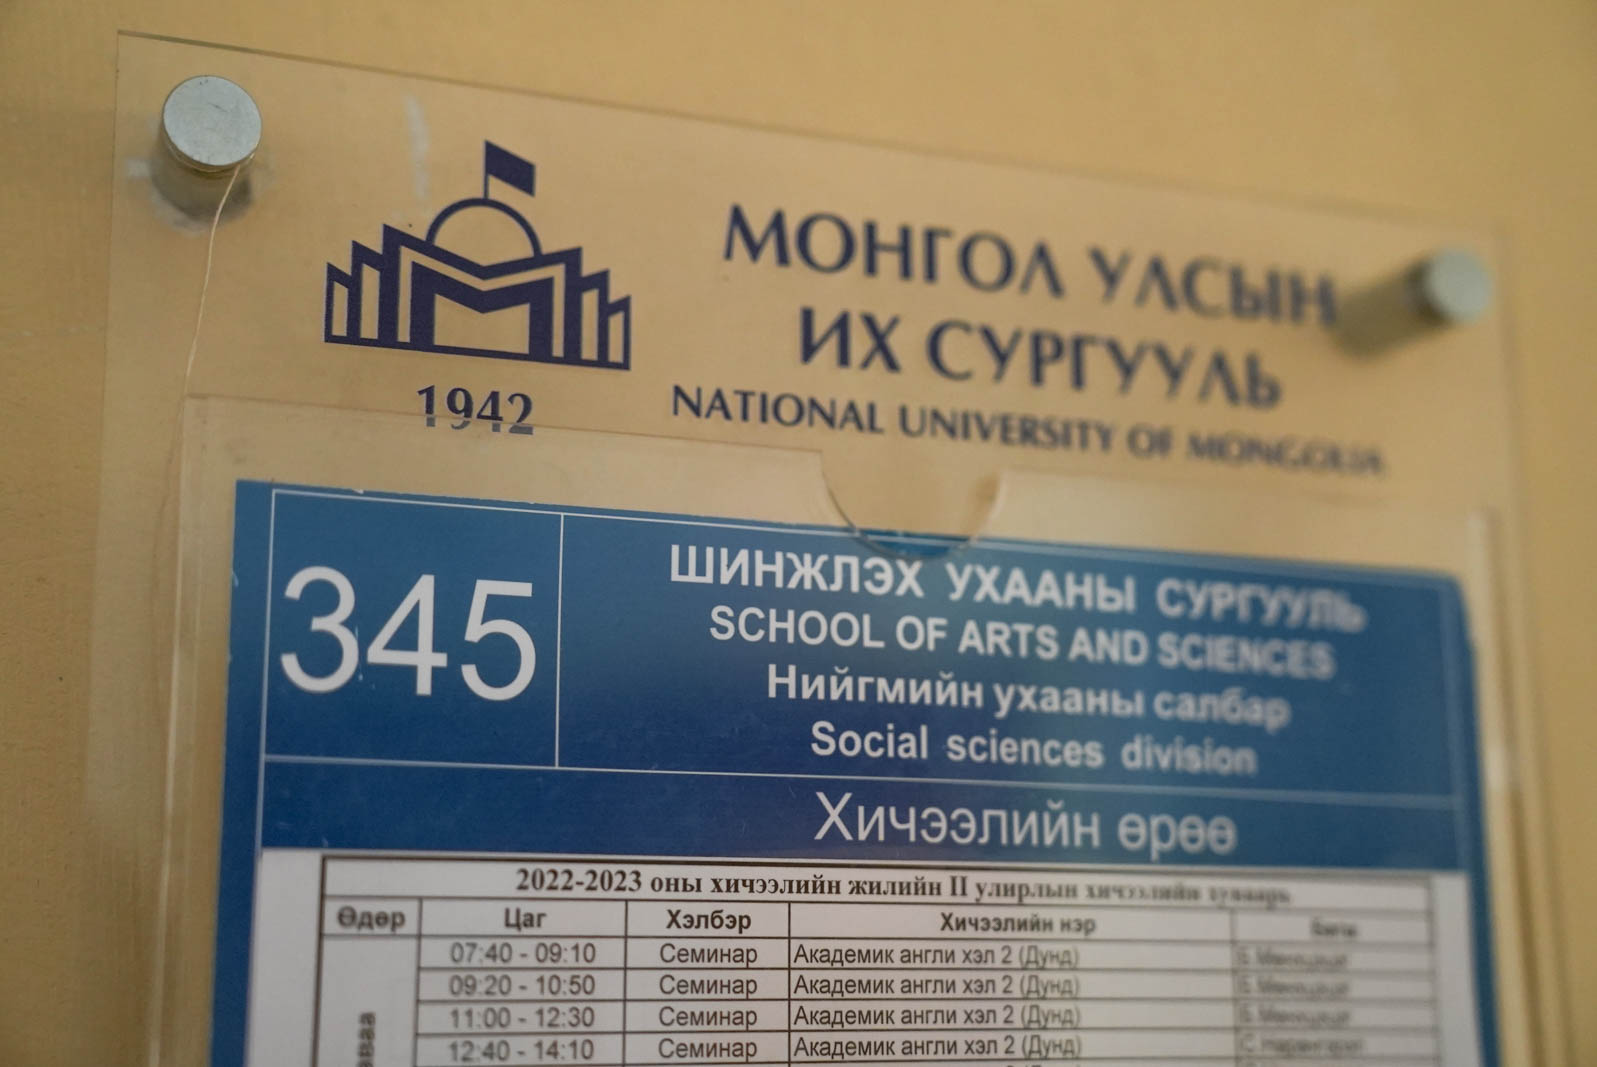 МОНГОЛ УЛСЫН
ИХ СУРГУУЛЬ
NATIONAL UNIVERSITY OF MONGOLIA
1942
345
ШИНЖЛЭХ УХААНЫ СУРГУУЛЬ
SCHOOL OF ARTS AND SCIENCES
Нийгмийн ухааны салбар
Social sciences division
Хичээлийн өрөө
2022-2023 оны хичээлийн жилийн II улирлын хичээлийн хуваарь
Өдөр Цаг Хэлбэр Хичээлийн нэр
07:40 - 09:10 Семинар Академик англи хэл 2 (Дунд)
09:20 - 10:50 Семинар Академик англи хэл 2 (Дунд)
11:00 - 12:30 Семинар Академик англи хэл 2 (Дунд)
12:40 - 14:10 Семинар Академик англи хэл 2 (Дунд)